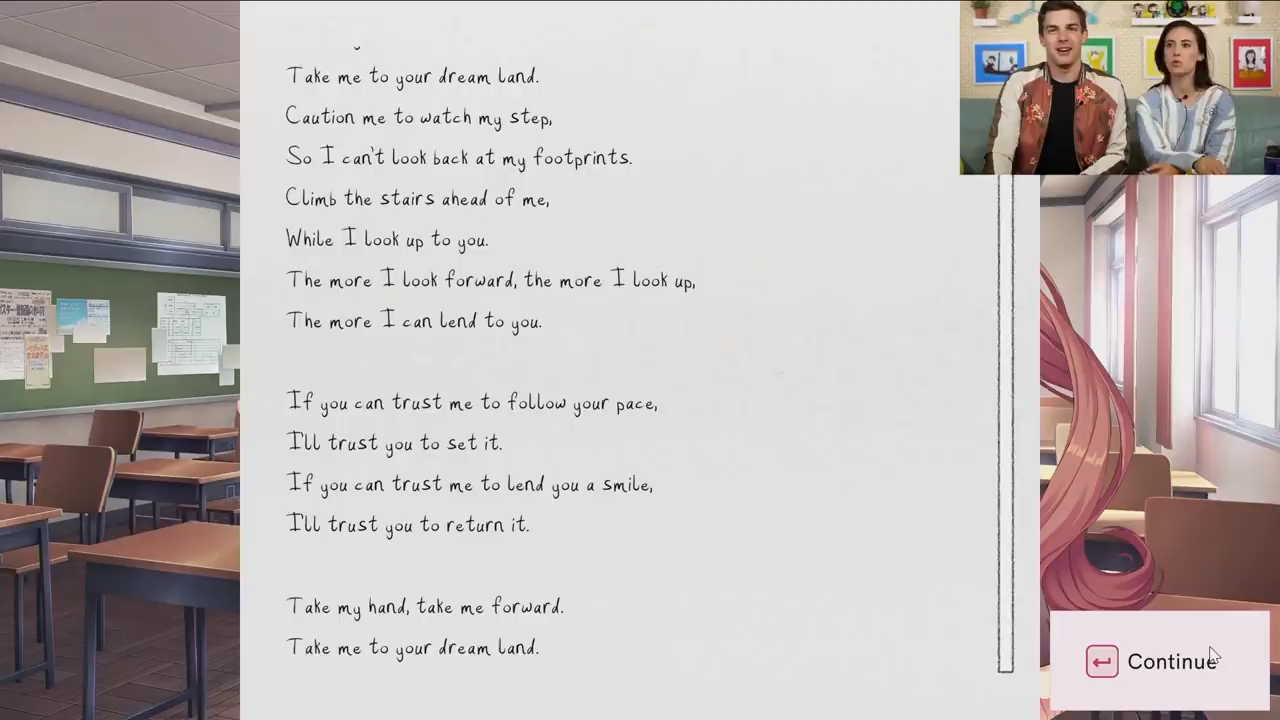 Take me to your dream land.
Caution me to watch my step,
So I can't look back at my footprints.
Climb the stairs ahead of me,
While I look up to you.
The more I look forward, the more I look up,
The more I can lend to you.
If you can trust me to follow your pace,
I'll trust you to set it.
If you can trust me to lend you a smile,
I'll trust you to return it.
Take my hand, take me forward.
Take me to your dream land.
Continue